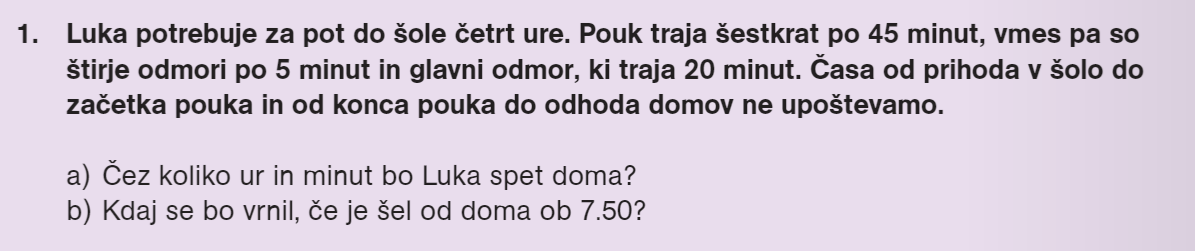 1. Luka potrebuje za pot do šole četrt ure. Pouk traja šestkrat po 45 minut, vmes pa so
štirje odmori po 5 minut in glavni odmor, ki traja 20 minut. Časa od prihoda v šolo do
začetka pouka in od konca pouka do odhoda domov ne upoštevamo.
a) Čez koliko ur in minut bo Luka spet doma?
b) Kdaj se bo vrnil, če je šel od doma ob 7.50?